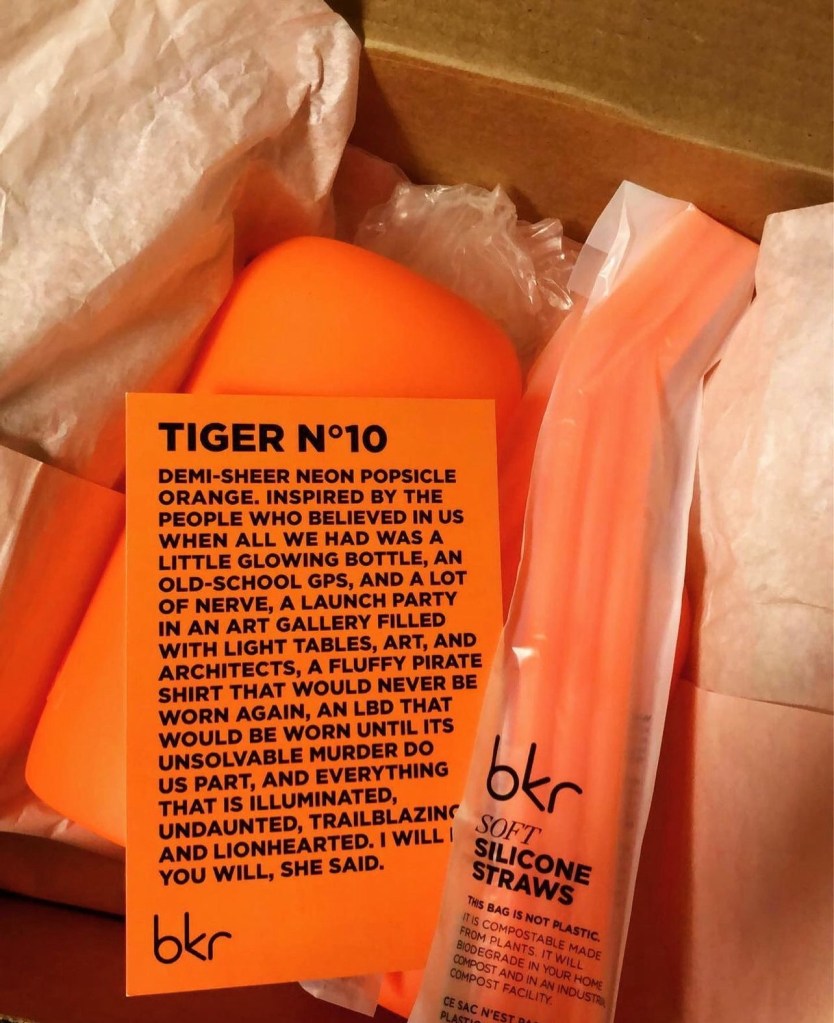 TIGER N°10
DEMI-SHEER NEON POPSICLE
ORANGE. INSPIRED BY THE
PEOPLE WHO BELIEVED IN US
WHEN ALL WE HAD WAS A
LITTLE GLOWING BOTTLE, AN
OLD-SCHOOL GPS, AND A LOT
OF NERVE, A LAUNCH PARTY
IN AN ART GALLERY FILLED
WITH LIGHT TABLES, ART, AND
ARCHITECTS, A FLUFFY PIRATE
SHIRT THAT WOULD NEVER BE
WORN AGAIN, AN LBD THAT
WOULD BE WORN UNTIL ITS
UNSOLVABLE MURDER DO
US PART, AND EVERYTHING
THAT IS ILLUMINATED,
UNDAUNTED, TRAILBLAZING
AND LIONHEARTED. I WILL
YOU WILL, SHE SAID.
bkr
bkr
SOFT
SILICONE
STRAWS
THIS BAG IS NOT PLASTIC.
IT IS COMPOSTABLE MADE
FROM PLANTS. IT WILL
BIODEGRADE IN YOUR HOME
COMPOST AND IN AN INDUSTRIAL
COMPOST FACILITY.
CE SAC N'EST PAS